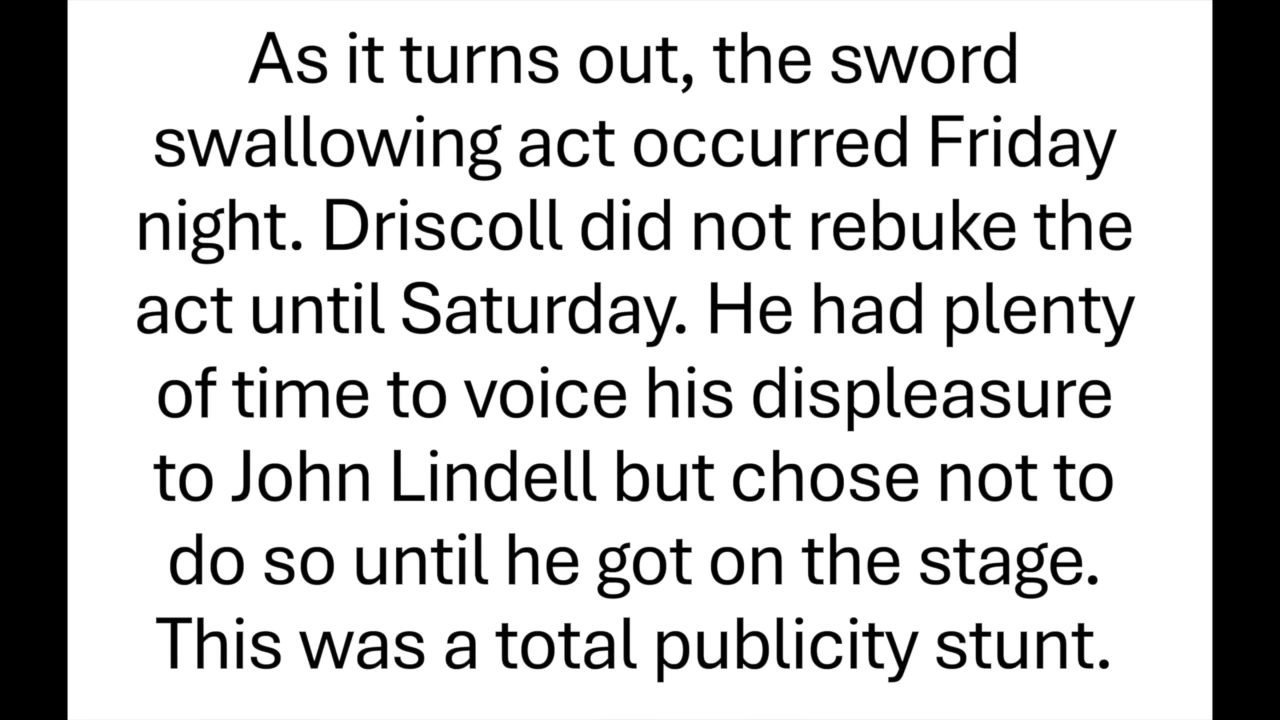 As it turns out, the sword
swallowing act occurred Friday
night. Driscoll did not rebuke the
act until Saturday. He had plenty
of time to voice his displeasure
to John Lindell but chose not to
do so until he got on the stage.
This was a total publicity stunt.